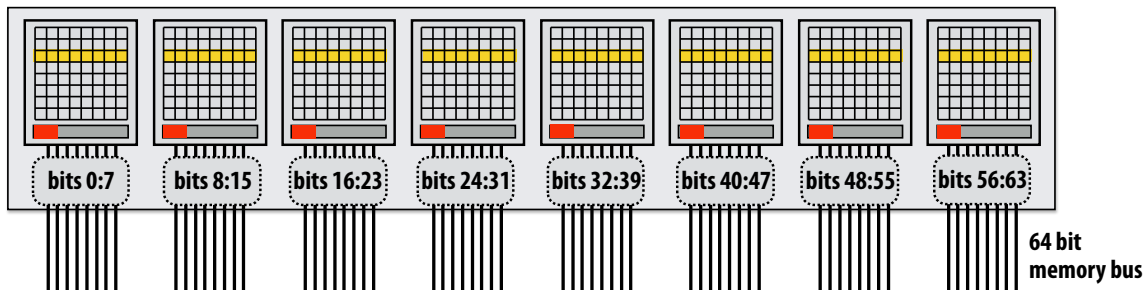 bits 0:7
bits 8:15
bits 16:23
bits 24:31
bits 32:39
bits 40:47
bits 48:55
bits 56:63
64 bit
memory bus